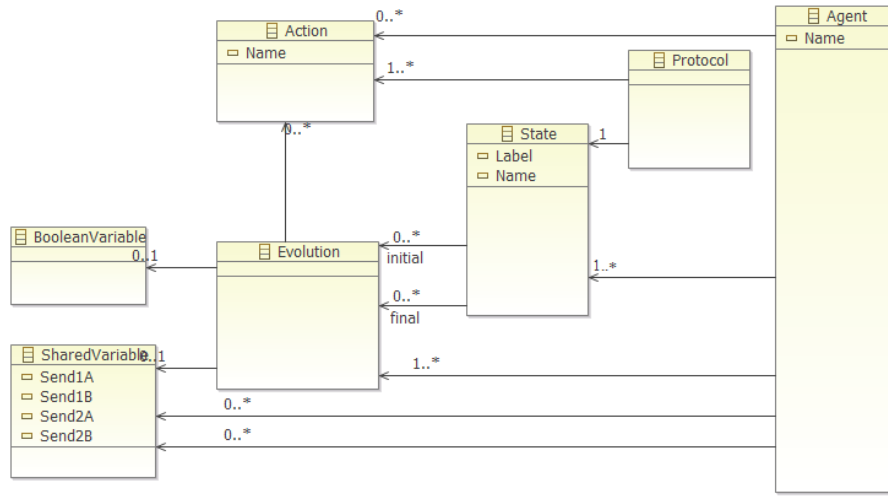 0..*
Action
Name
Agent
Name
1..*
Protocol
0..*
State
Label
Name
1
BooleanVariable
0..1
Evolution
0..*
initial
1..*
0..*
final
SharedVariable
0..1
Send1A
Send1B
Send2A
Send2B
1..*
0..*
0..*